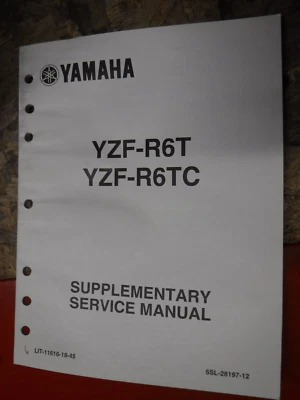 YAMAHA
YZF-R6T
YZF-R6TC
SUPPLEMENTARY
SERVICE MANUAL
LIT-11616-18-45
5SL-28197-12